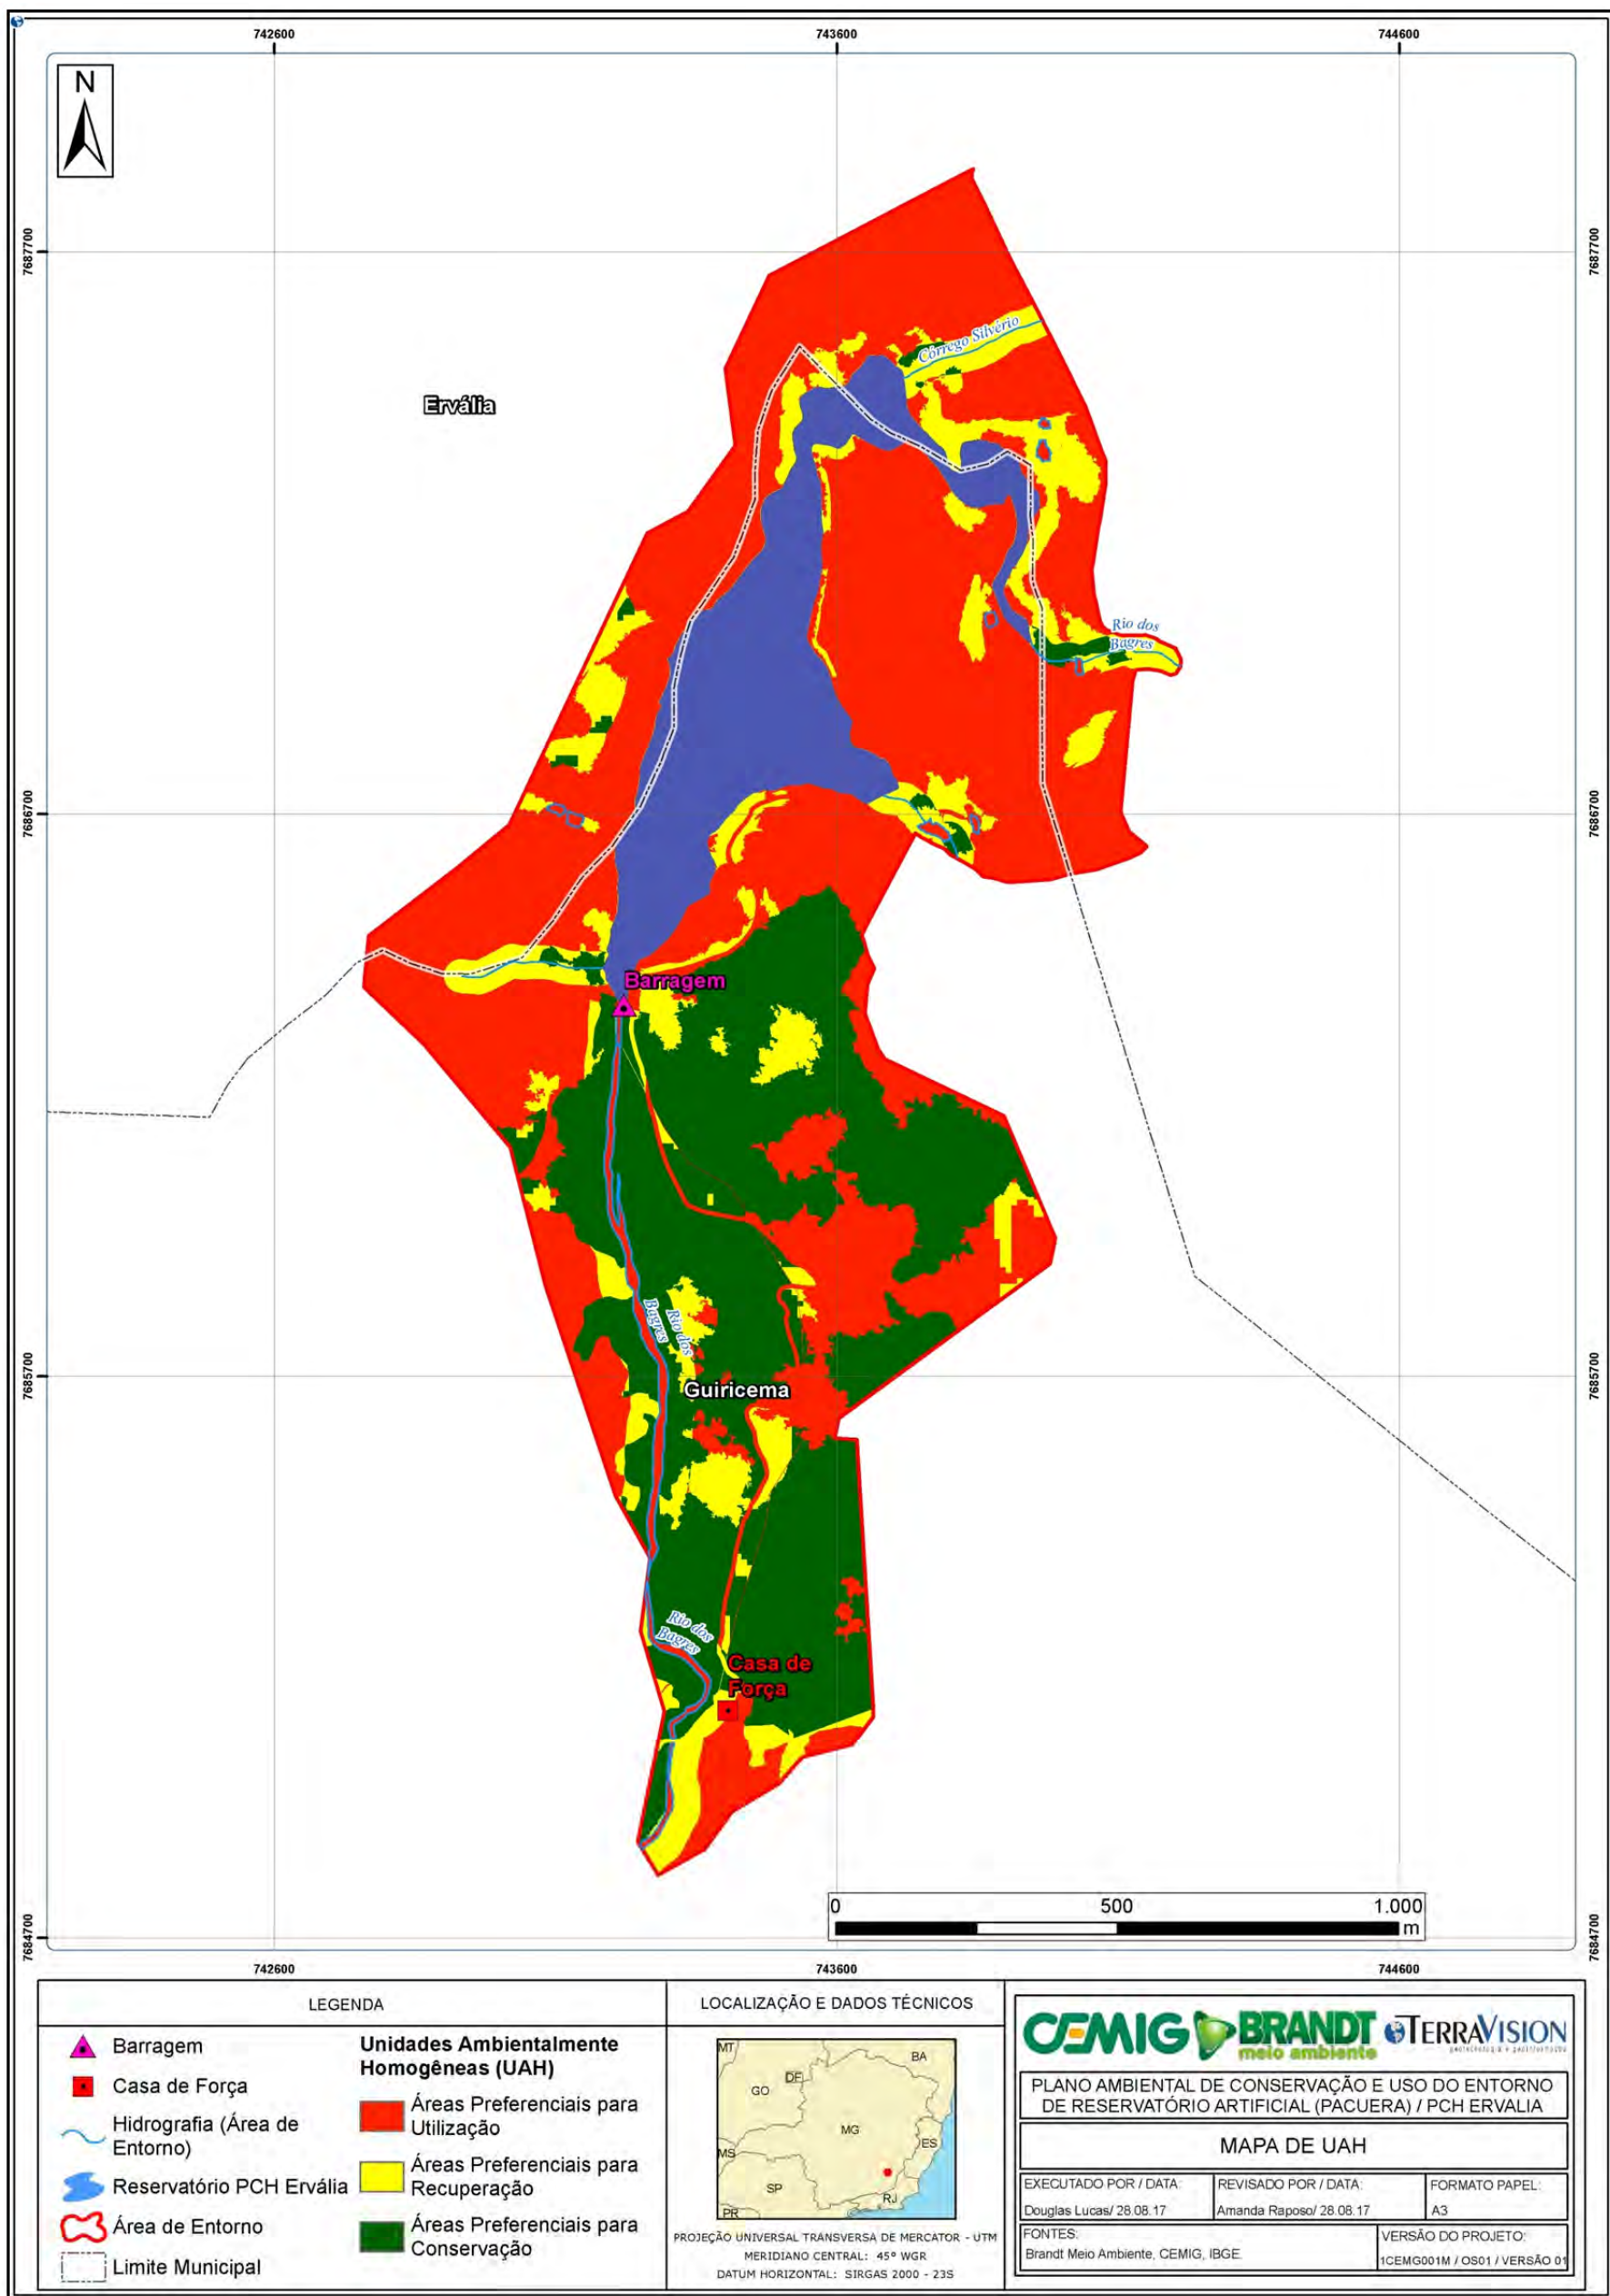 742600
743600
744600
N
7687700
7687700
Córrego Silvério
Ervália
Rio dos
Bagres
7686700
7686700
Barragem
Rio dos
Bagres
7685700
7685700
Guiricema
Rio dos
Bagres
Casa de
Força
0
500
1.000
m
7684700
7684700
742600
743600
744600
LEGENDA
Barragem
Casa de Força
Hidrografia (Área de
Entorno)
Reservatório PCH Ervália
Área de Entorno
Limite Municipal
Unidades Ambientalmente
Homogêneas (UAH)
Áreas Preferenciais para
Utilização
Áreas Preferenciais para
Recuperação
Áreas Preferenciais para
Conservação
LOCALIZAÇÃO E DADOS TÉCNICOS
MT
BA
DF
GO
MG
MS
ES
SP
RJ
PR
PROJEÇÃO UNIVERSAL TRANSVERSA DE MERCATOR - UTM
MERIDIANO CENTRAL: 45º WGR
DATUM HORIZONTAL: SIRGAS 2000 - 23S
CEMIG
BRANDT
meio ambiente
TERRAVISION
PLANO AMBIENTAL DE CONSERVAÇÃO E USO DO ENTORNO
DE RESERVATÓRIO ARTIFICIAL (PACUERA) / PCH ERVALIA
MAPA DE UAH
EXECUTADO POR / DATA:
Douglas Lucas/ 28.08.17
REVISADO POR / DATA:
Amanda Raposo/ 28.08.17
FORMATO PAPEL:
A3
FONTES:
Brandt Meio Ambiente, CEMIG, IBGE.
VERSÃO DO PROJETO:
1CEMG001M / OS01 / VERSÃO 01